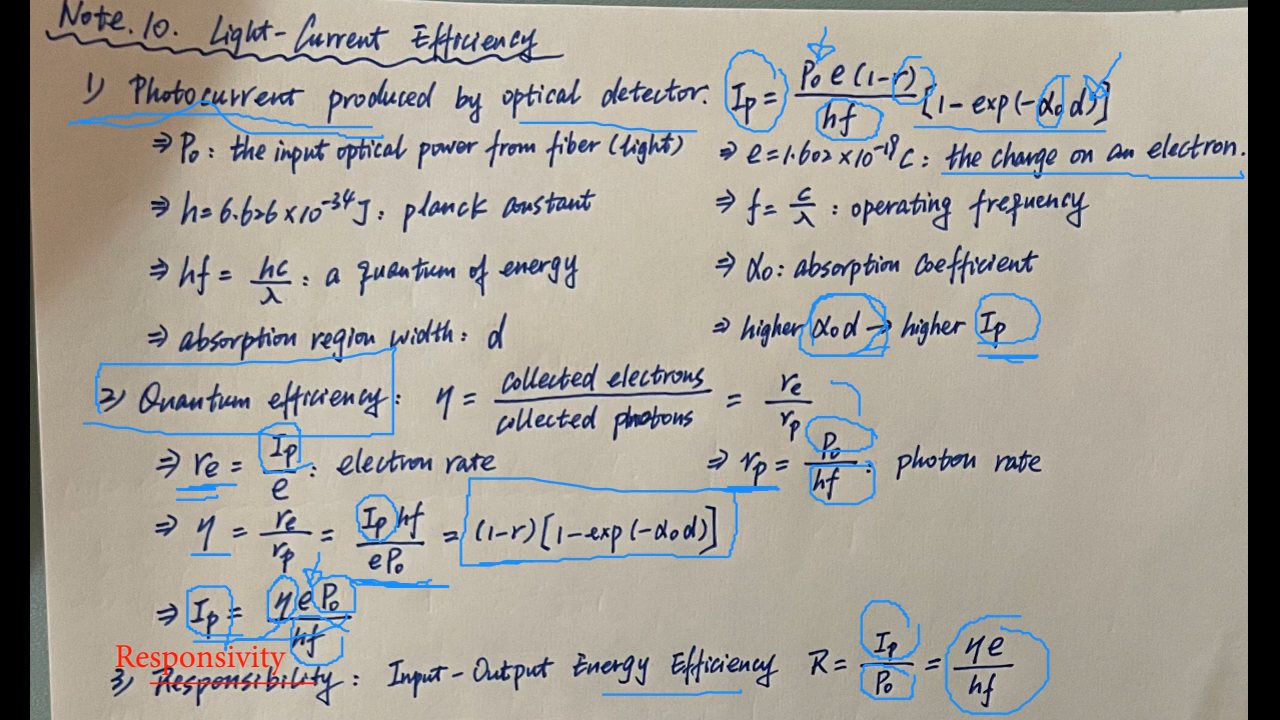 Note.10. Light-Current Efficiency
1) Photocurrent produced by optical detector: Ip = P₀e(1-r)/hf [1-exp(-α₀d)]
⇒ P₀: the input optical power from fiber (light) ⇒ e=1.602×10⁻¹⁹C: the charge on an electron.
⇒ h=6.626×10⁻³⁴J: planck constant ⇒ f = c/λ : operating frequency
⇒ hf = hc/λ : a quantum of energy ⇒ α₀: absorption coefficient
⇒ absorption region width: d ⇒ higher α₀d → higher Ip
2) Quantum efficiency: η = collected electrons/collected photons = re/rp
⇒ re = Ip/e : electron rate ⇒ rp = P₀/hf : photon rate
⇒ η = re/rp = Ip hf/eP₀ = (1-r)[1-exp(-α₀d)]
⇒ Ip = ηeP₀/hf
Responsivity
3) Responsibility: Input-Output Energy Efficiency R = Ip/P₀ = ηe/hf